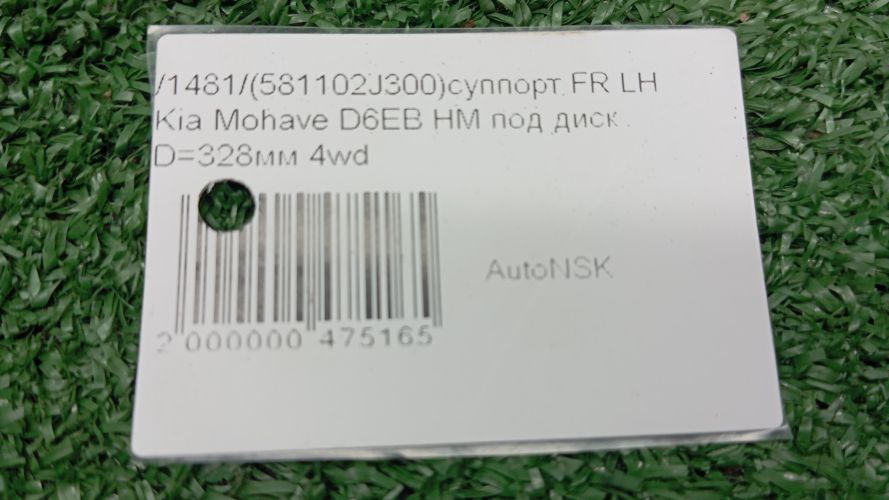 /1481/(581102J300)суппорт FR LH
Kia Mohave D6EB HM под диск
D=328мм 4wd
AutoNSK
2 000000 475165